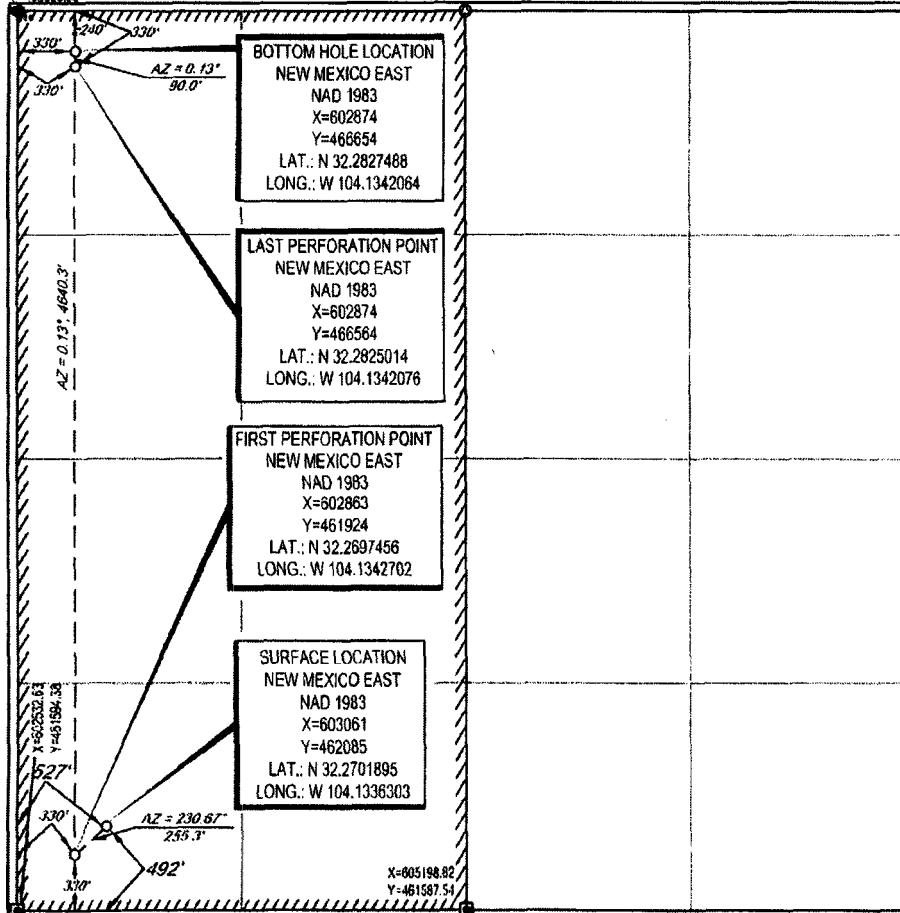 240'
330'
330'
AZ = 0.13°
90.0'
330'
BOTTOM HOLE LOCATION
NEW MEXICO EAST
NAD 1983
X=602874
Y=466654
LAT.: N 32.2827488
LONG.: W 104.1342064
LAST PERFORATION POINT
NEW MEXICO EAST
NAD 1983
X=602874
Y=466564
LAT.: N 32.2825014
LONG.: W 104.1342076
AZ = 0.13°, 4640.3'
FIRST PERFORATION POINT
NEW MEXICO EAST
NAD 1983
X=602863
Y=461924
LAT.: N 32.2697456
LONG.: W 104.1342702
SURFACE LOCATION
NEW MEXICO EAST
NAD 1983
X=603061
Y=462085
LAT.: N 32.2701895
LONG.: W 104.1336303
X=602532.63
Y=461594.38
527'
330'
AZ = 230.67°
255.3'
492'
330'
X=605198.82
Y=461587.54